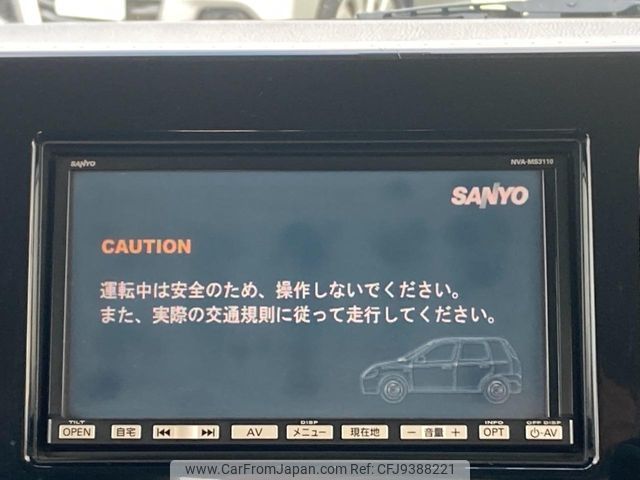 SANYO
NVA-MS3110
SANYO
CAUTION
運転中は安全のため、操作しないでください。
また、実際の交通規則に従って走行してください。
TILT DISP INFO OFF DISP
OPEN 自宅 AV メニュー 現在地 − 音量 + OPT ⏻·AV
www.CarFromJapan.com - CFJ9388221